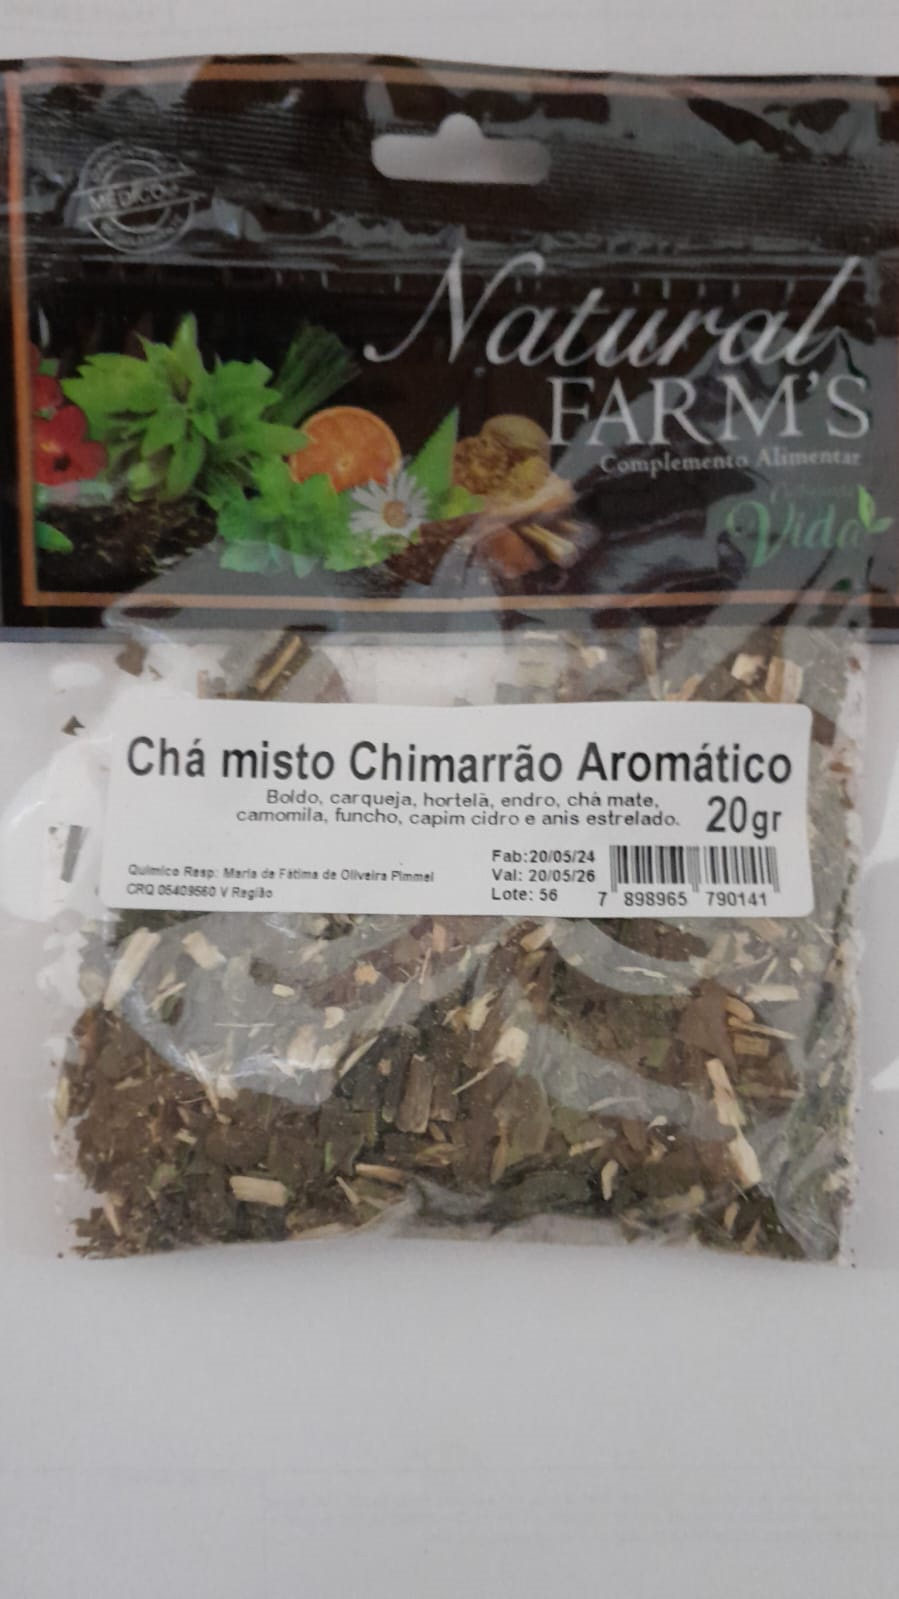 MEDICOM
Natural
FARM'S
Complemento Alimentar
Vida
Chá misto Chimarrão Aromático
Boldo, carqueja, hortelã, endro, chá mate,
camomila, funcho, capim cidro e anis estrelado.
20gr
Fab:20/05/24
Val: 20/05/26
Lote: 56
Químico Resp: Maria de Fátima de Oliveira Pimmel
CRQ 05409560 V Região
7 898965 790141